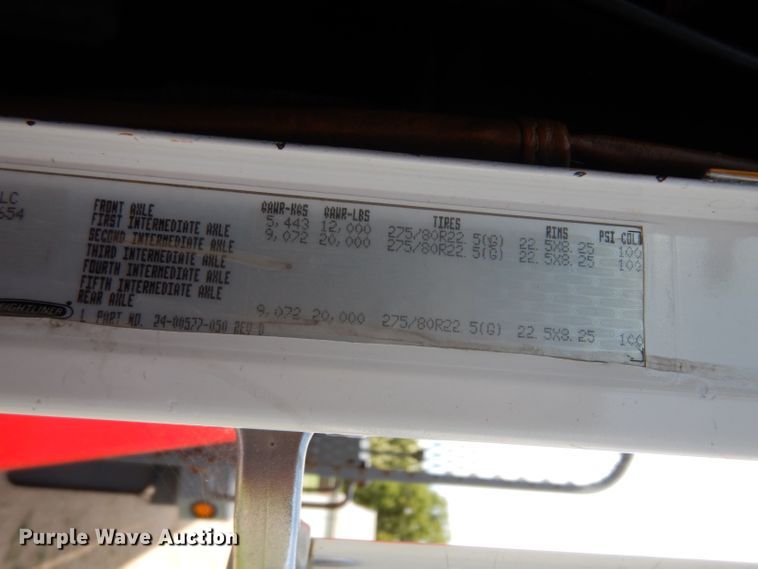 LC
654
GAWR-KGS GAWR-LBS TIRES RIMS PSI-COLD
FRONT AXLE 5,443 12,000 275/80R22.5(G) 22.5X8.25 100
FIRST INTERMEDIATE AXLE 9,072 20,000 275/80R22.5(G) 22.5X8.25 100
SECOND INTERMEDIATE AXLE
THIRD INTERMEDIATE AXLE
FOURTH INTERMEDIATE AXLE
FIFTH INTERMEDIATE AXLE
REAR AXLE 9,072 20,000 275/80R22.5(G) 22.5X8.25 100
PART NO. 24-00577-050 REV
GHTLINER
Purple Wave Auction